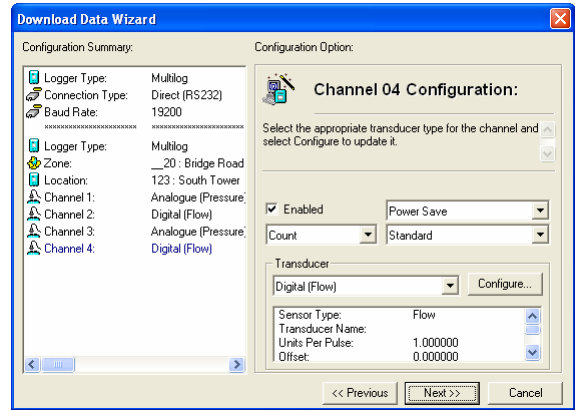 Download Data Wizard
Configuration Summary:
Configuration Option:
Logger Type: Multilog
Connection Type: Direct (RS232)
Baud Rate: 19200
xxxxxxxxxxxxxxxxxxxxxx xxxxxxxxxxxxxxxxxxxxxx
Logger Type: Multilog
Zone: __20 : Bridge Road
Location: 123 : South Tower
Channel 1: Analogue (Pressure)
Channel 2: Digital (Flow)
Channel 3: Analogue (Pressure)
Channel 4: Digital (Flow)
Channel 04 Configuration:
Select the appropriate transducer type for the channel and
select Configure to update it.
Enabled
Power Save
Count
Standard
Transducer
Digital (Flow)
Configure...
Sensor Type: Flow
Transducer Name:
Units Per Pulse: 1.000000
Offset: 0.000000
<< Previous
Next >>
Cancel